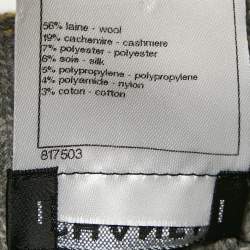 56% laine - wool
19% cachemire - cashmere
7% polyester - polyester
6% soie - silk
5% polypropylene - polypropylene
4% polyamide - nylon
3% coton - cotton
817503